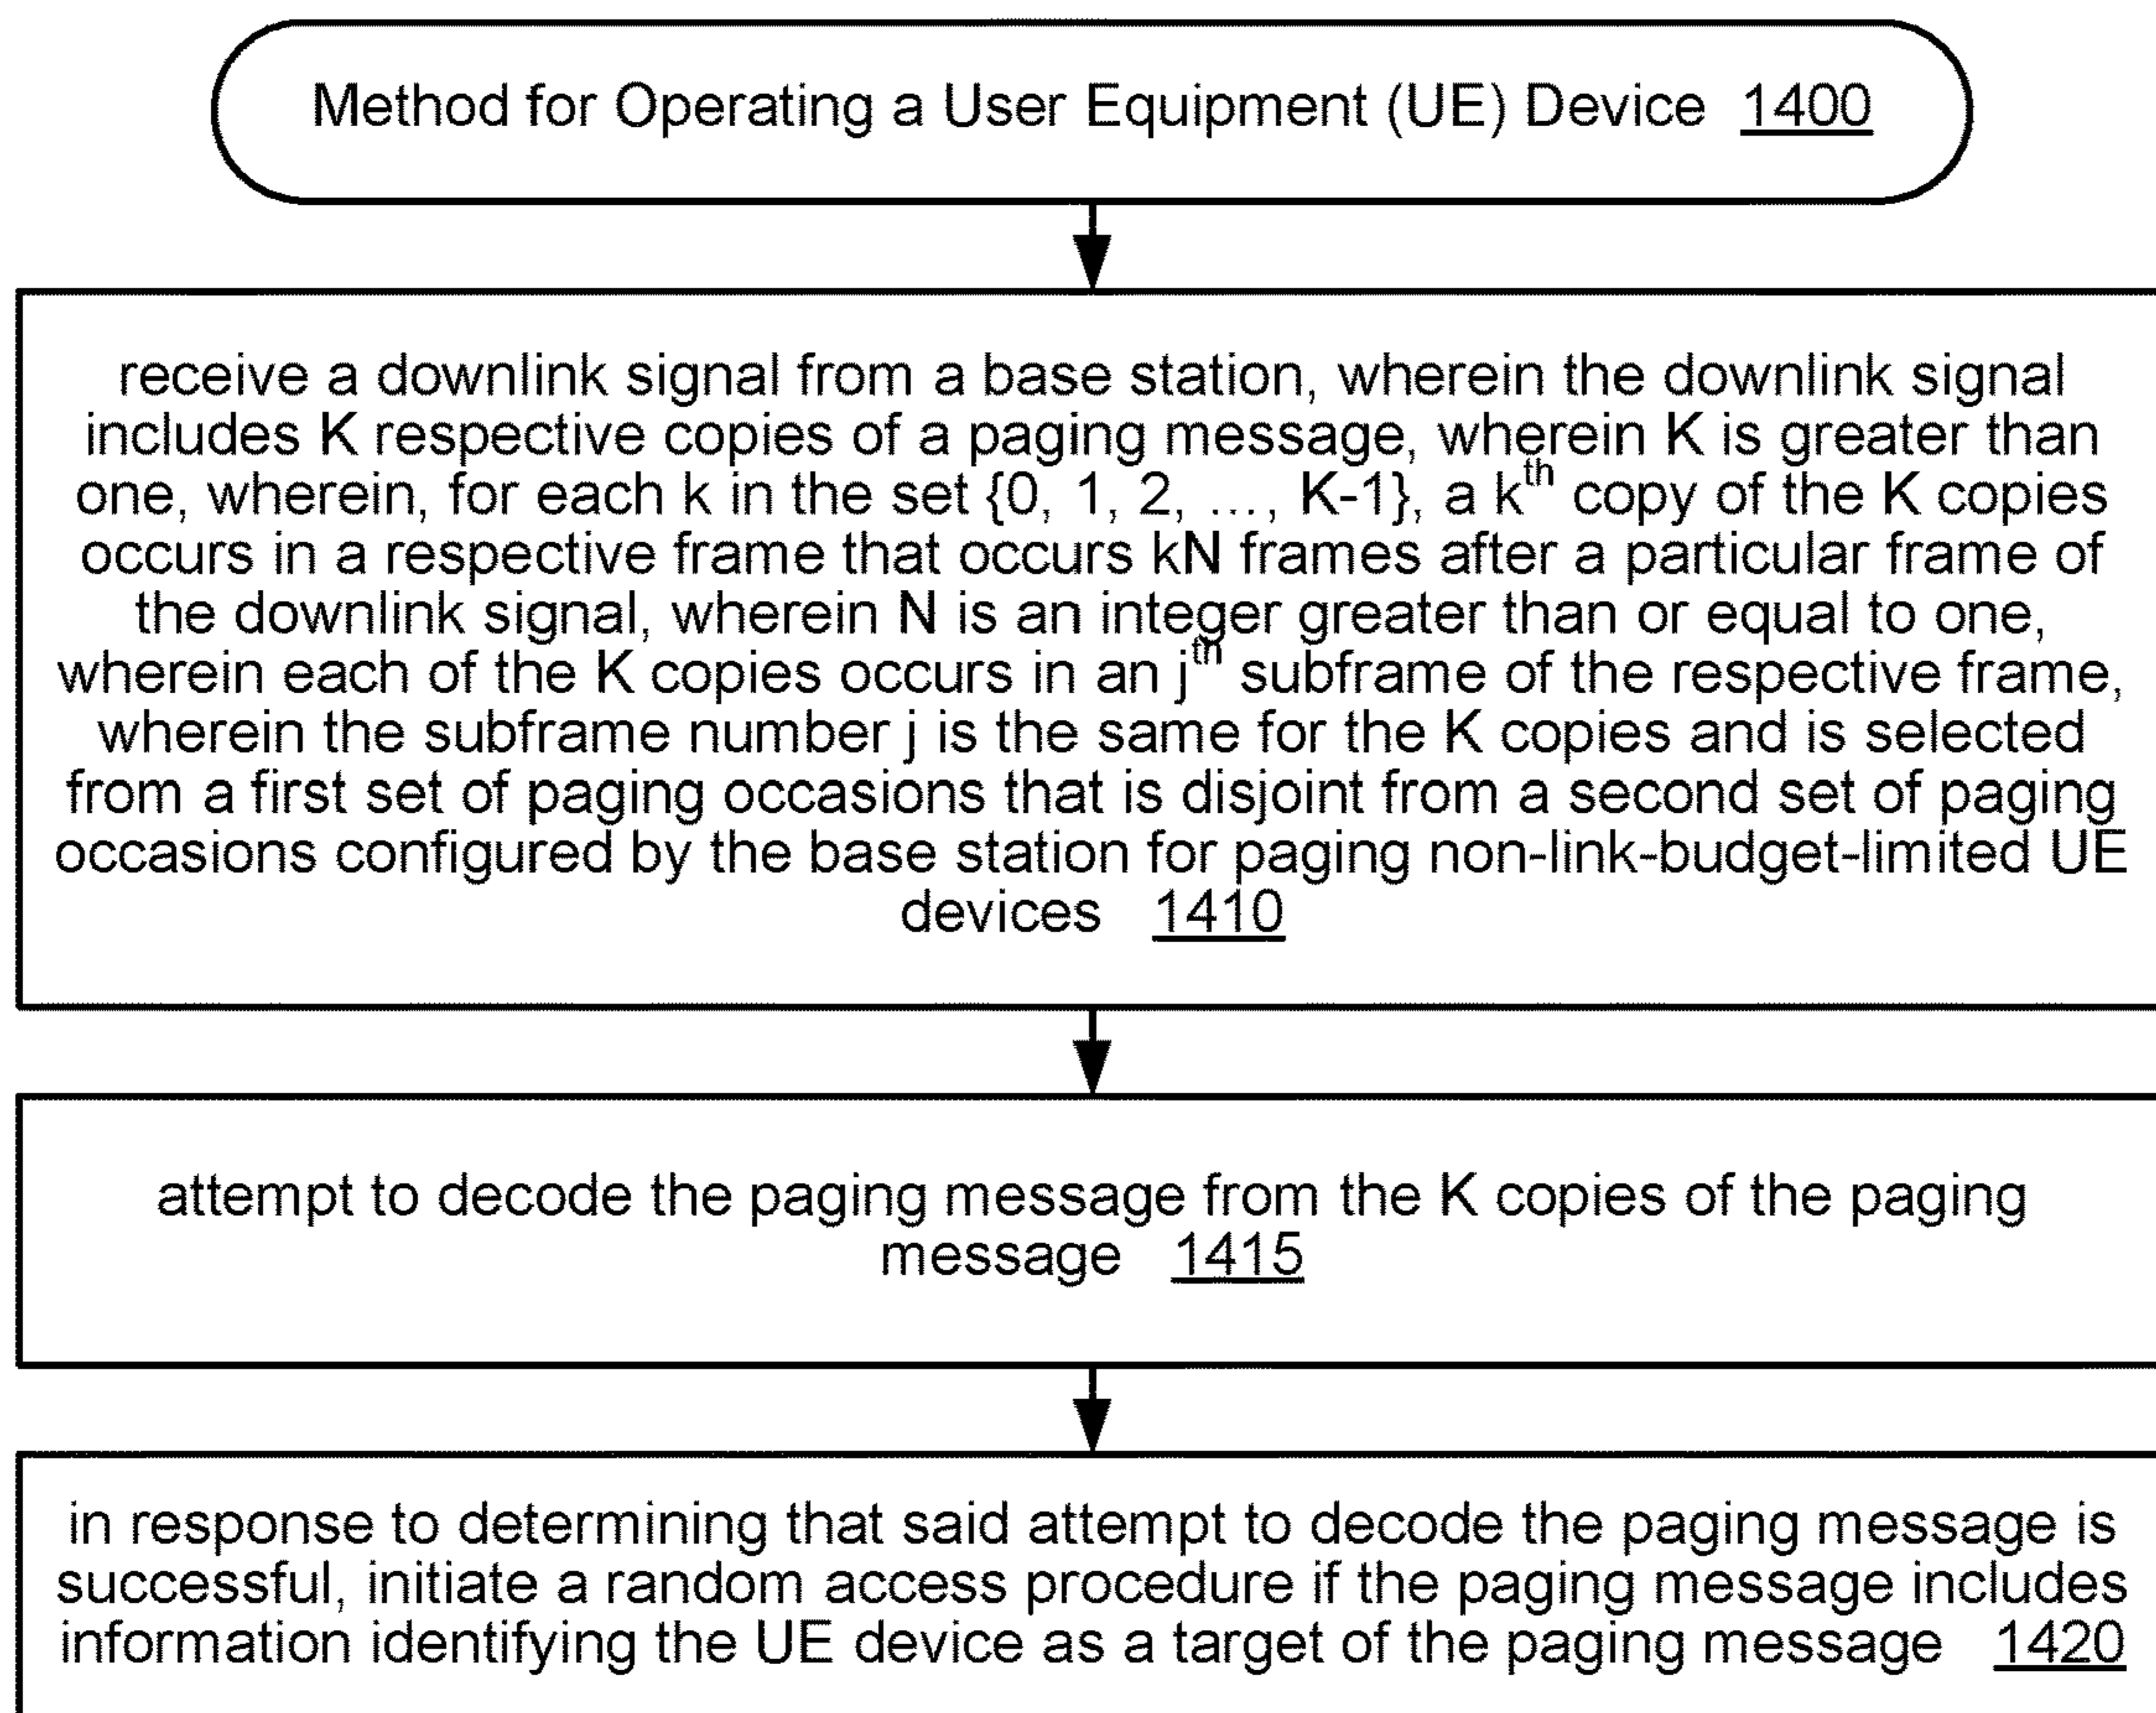 Method for Operating a User Equipment (UE) Device 1400
receive a downlink signal from a base station, wherein the downlink signal
includes K respective copies of a paging message, wherein K is greater than
one, wherein, for each k in the set {0, 1, 2, ..., K-1}, a kth copy of the K copies
occurs in a respective frame that occurs kN frames after a particular frame of
the downlink signal, wherein N is an integer greater than or equal to one,
wherein each of the K copies occurs in an jth subframe of the respective frame,
wherein the subframe number j is the same for the K copies and is selected
from a first set of paging occasions that is disjoint from a second set of paging
occasions configured by the base station for paging non-link-budget-limited UE
devices 1410
attempt to decode the paging message from the K copies of the paging
message 1415
in response to determining that said attempt to decode the paging message is
successful, initiate a random access procedure if the paging message includes
information identifying the UE device as a target of the paging message 1420